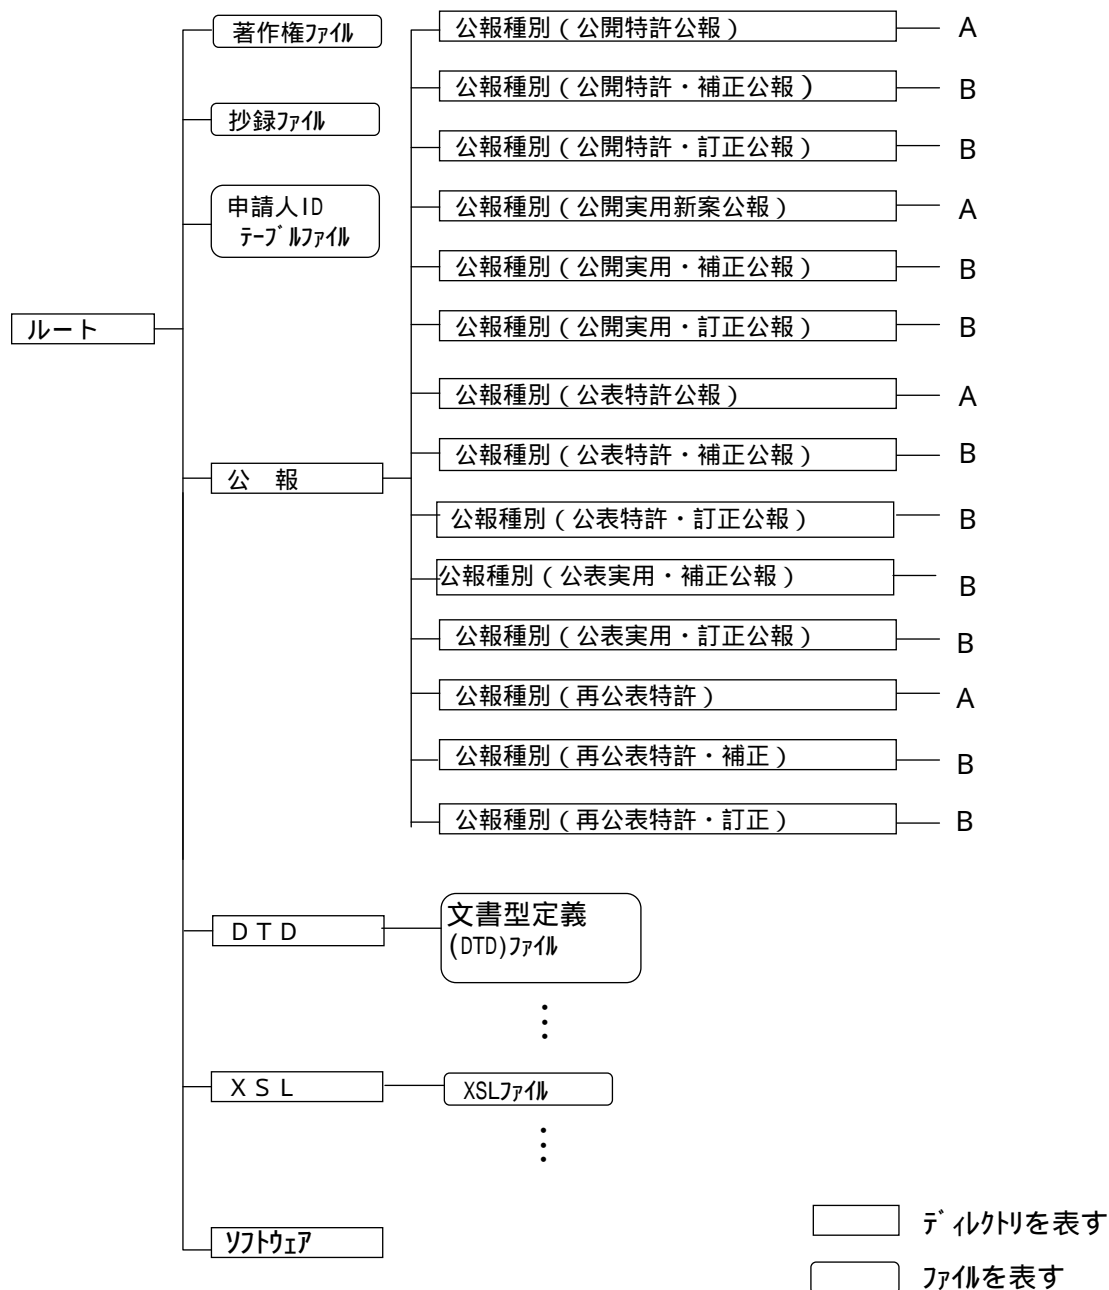 著作権ファイル
抄録ファイル
申請人ID
テーブルファイル
ルート
公　報
公報種別（公開特許公報） A
公報種別（公開特許・補正公報） B
公報種別（公開特許・訂正公報） B
公報種別（公開実用新案公報） A
公報種別（公開実用・補正公報） B
公報種別（公開実用・訂正公報） B
公報種別（公表特許公報） A
公報種別（公表特許・補正公報） B
公報種別（公表特許・訂正公報） B
公報種別（公表実用・補正公報） B
公報種別（公表実用・訂正公報） B
公報種別（再公表特許） A
公報種別（再公表特許・補正） B
公報種別（再公表特許・訂正） B
ＤＴＤ
文書型定義
(DTD)ファイル
ＸＳＬ
XSLファイル
ソフトウェア
ディレクトリを表す
ファイルを表す